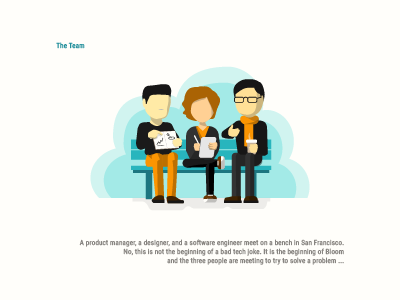 The Team
A product manager, a designer, and a software engineer meet on a bench in San Francisco.
No, this is not the beginning of a bad tech joke. It is the beginning of Bloom
and the three people are meeting to try to solve a problem ...